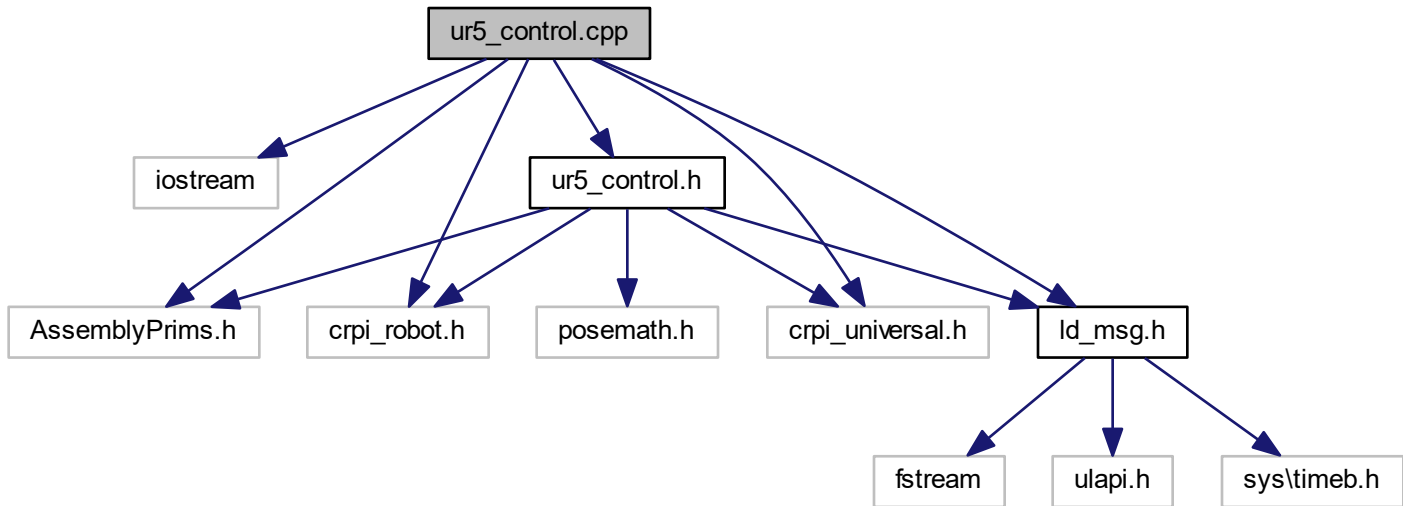 ur5_control.cpp
iostream
ur5_control.h
AssemblyPrims.h
crpi_robot.h
posemath.h
crpi_universal.h
ld_msg.h
fstream
ulapi.h
sys\timeb.h